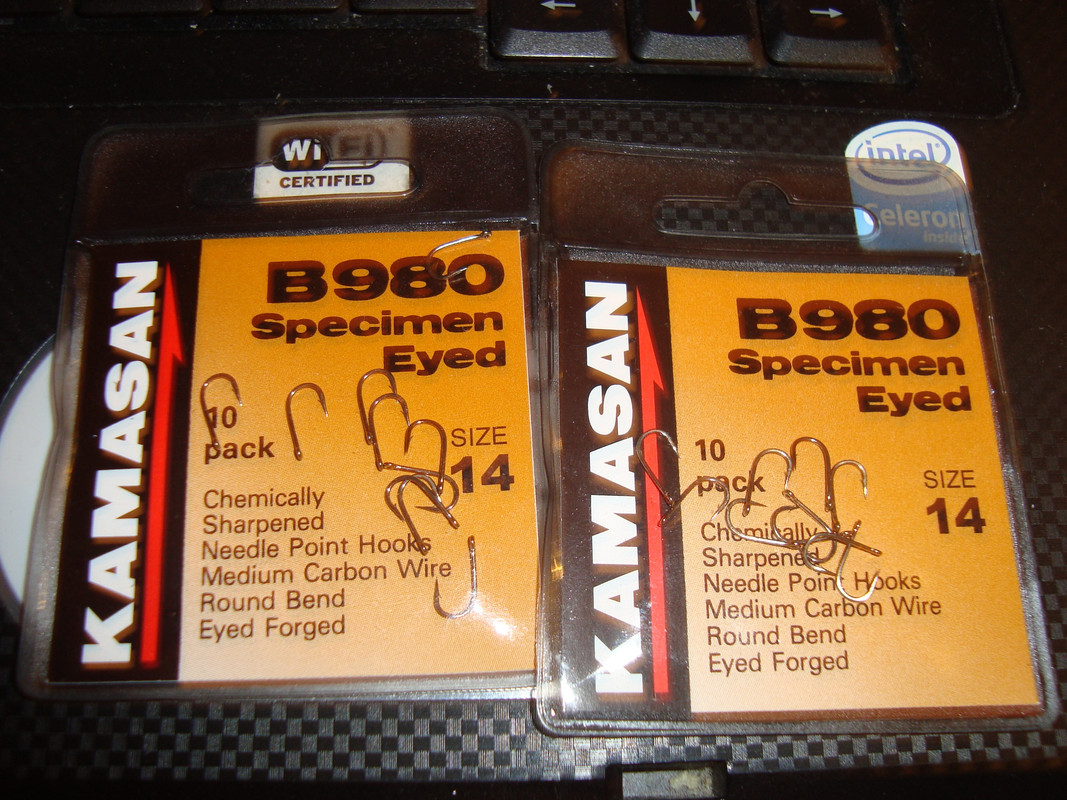 Wi Fi
CERTIFIED
intel
Celeron
inside
KAMASAN
B980
Specimen
Eyed
10
pack
SIZE
14
Chemically
Sharpened
Needle Point Hooks
Medium Carbon Wire
Round Bend
Eyed Forged
KAMASAN
B980
Specimen
Eyed
10
pack
SIZE
14
Chemically
Sharpened
Needle Point Hooks
Medium Carbon Wire
Round Bend
Eyed Forged